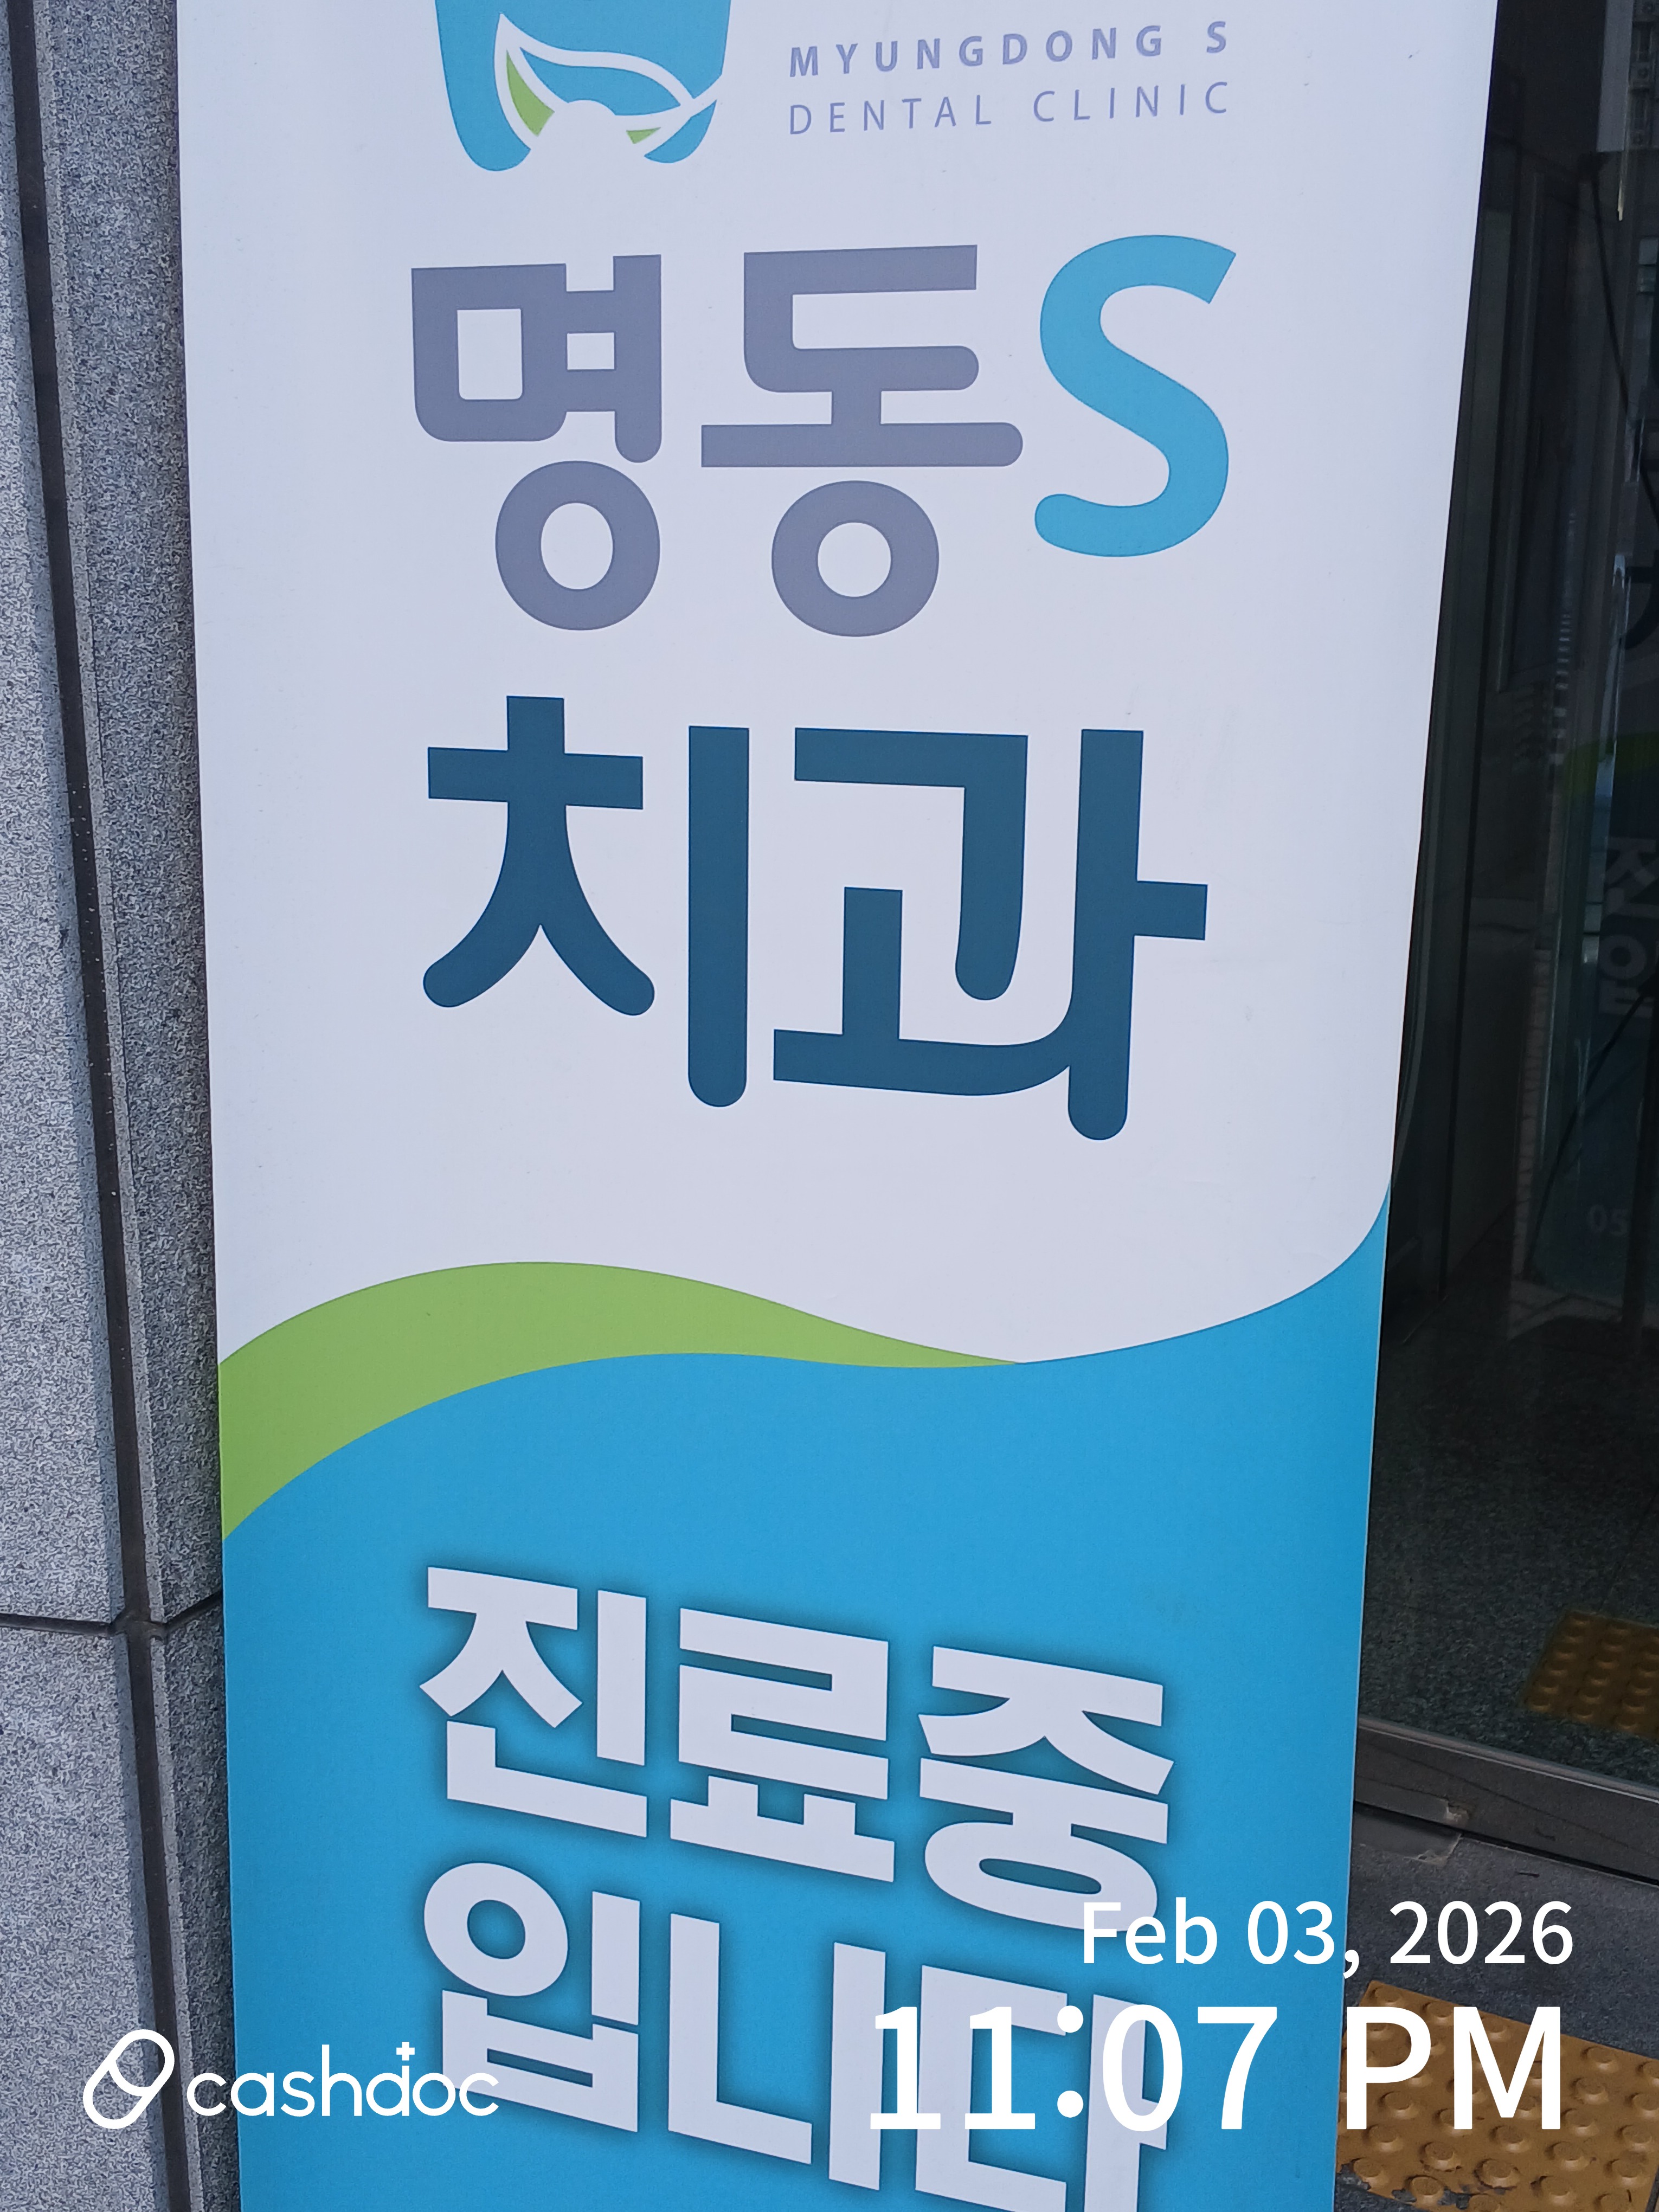 MYUNGDONG S
DENTAL CLINIC
명동S
치과
진료중
입니다
Feb 03, 2026
11:07 PM
cashdoc